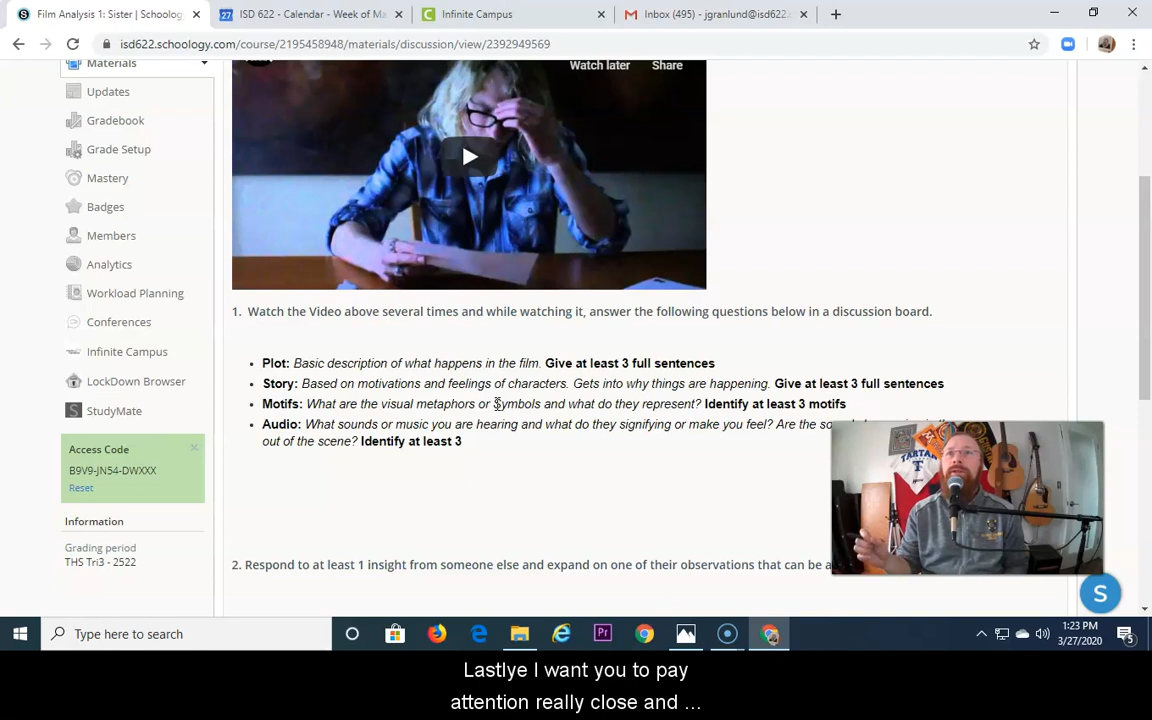 Film Analysis 1: Sister | Schoolog
ISD 622 - Calendar - Week of Ma
Infinite Campus
Inbox (495) - jgranlund@isd622.
isd622.schoology.com/course/2195458948/materials/discussion/view/2392949569
Materials
Updates
Gradebook
Grade Setup
Mastery
Badges
Members
Analytics
Workload Planning
Conferences
Infinite Campus
LockDown Browser
StudyMate
Access Code
B9V9-JN54-DWXXX
Reset
Information
Grading period
THS Tri3 - 2522
Watch later
Share
1. Watch the Video above several times and while watching it, answer the following questions below in a discussion board.
• Plot: Basic description of what happens in the film. Give at least 3 full sentences
• Story: Based on motivations and feelings of characters. Gets into why things are happening. Give at least 3 full sentences
• Motifs: What are the visual metaphors or Symbols and what do they represent? Identify at least 3 motifs
• Audio: What sounds or music you are hearing and what do they signifying or make you feel? Are the
out of the scene? Identify at least 3
2. Respond to at least 1 insight from someone else and expand on one of their observations that can be
TARTAN
S
Type here to search
Pr
1:23 PM
3/27/2020
5
Lastlye I want you to pay
attention really close and ...